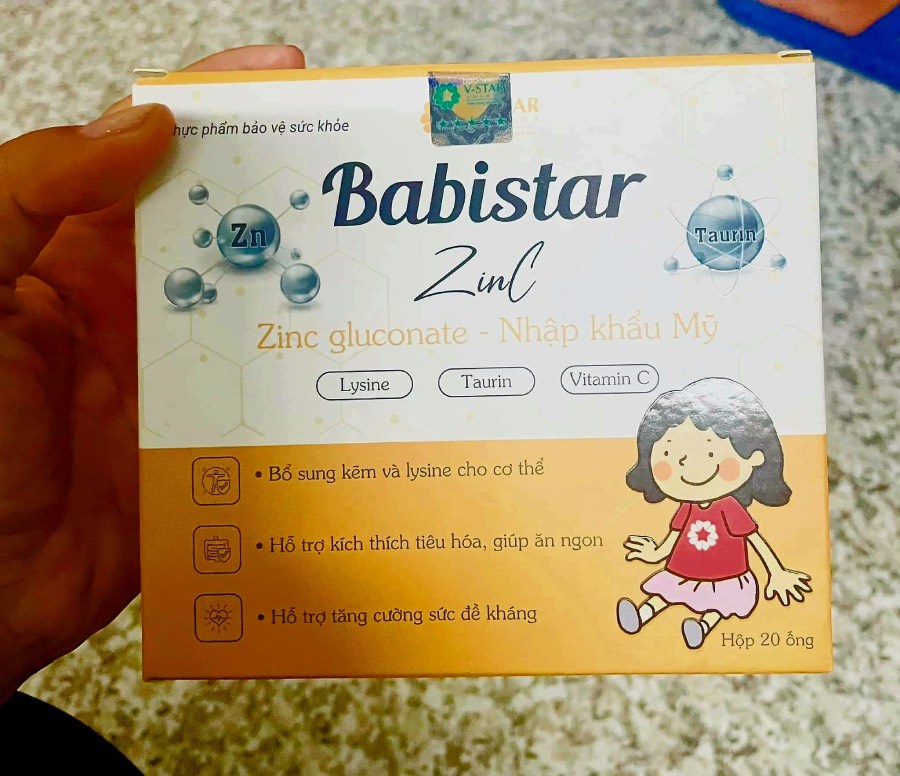 V-STAR
phẩm bảo vệ sức khỏe
Babistar
ZinC
Zn
Taurin
Zinc gluconate - Nhập khẩu Mỹ
Lysine
Taurin
Vitamin C
• Bổ sung kẽm và lysine cho cơ thể
• Hỗ trợ kích thích tiêu hóa, giúp ăn ngon
• Hỗ trợ tăng cường sức đề kháng
Hộp 20 ống